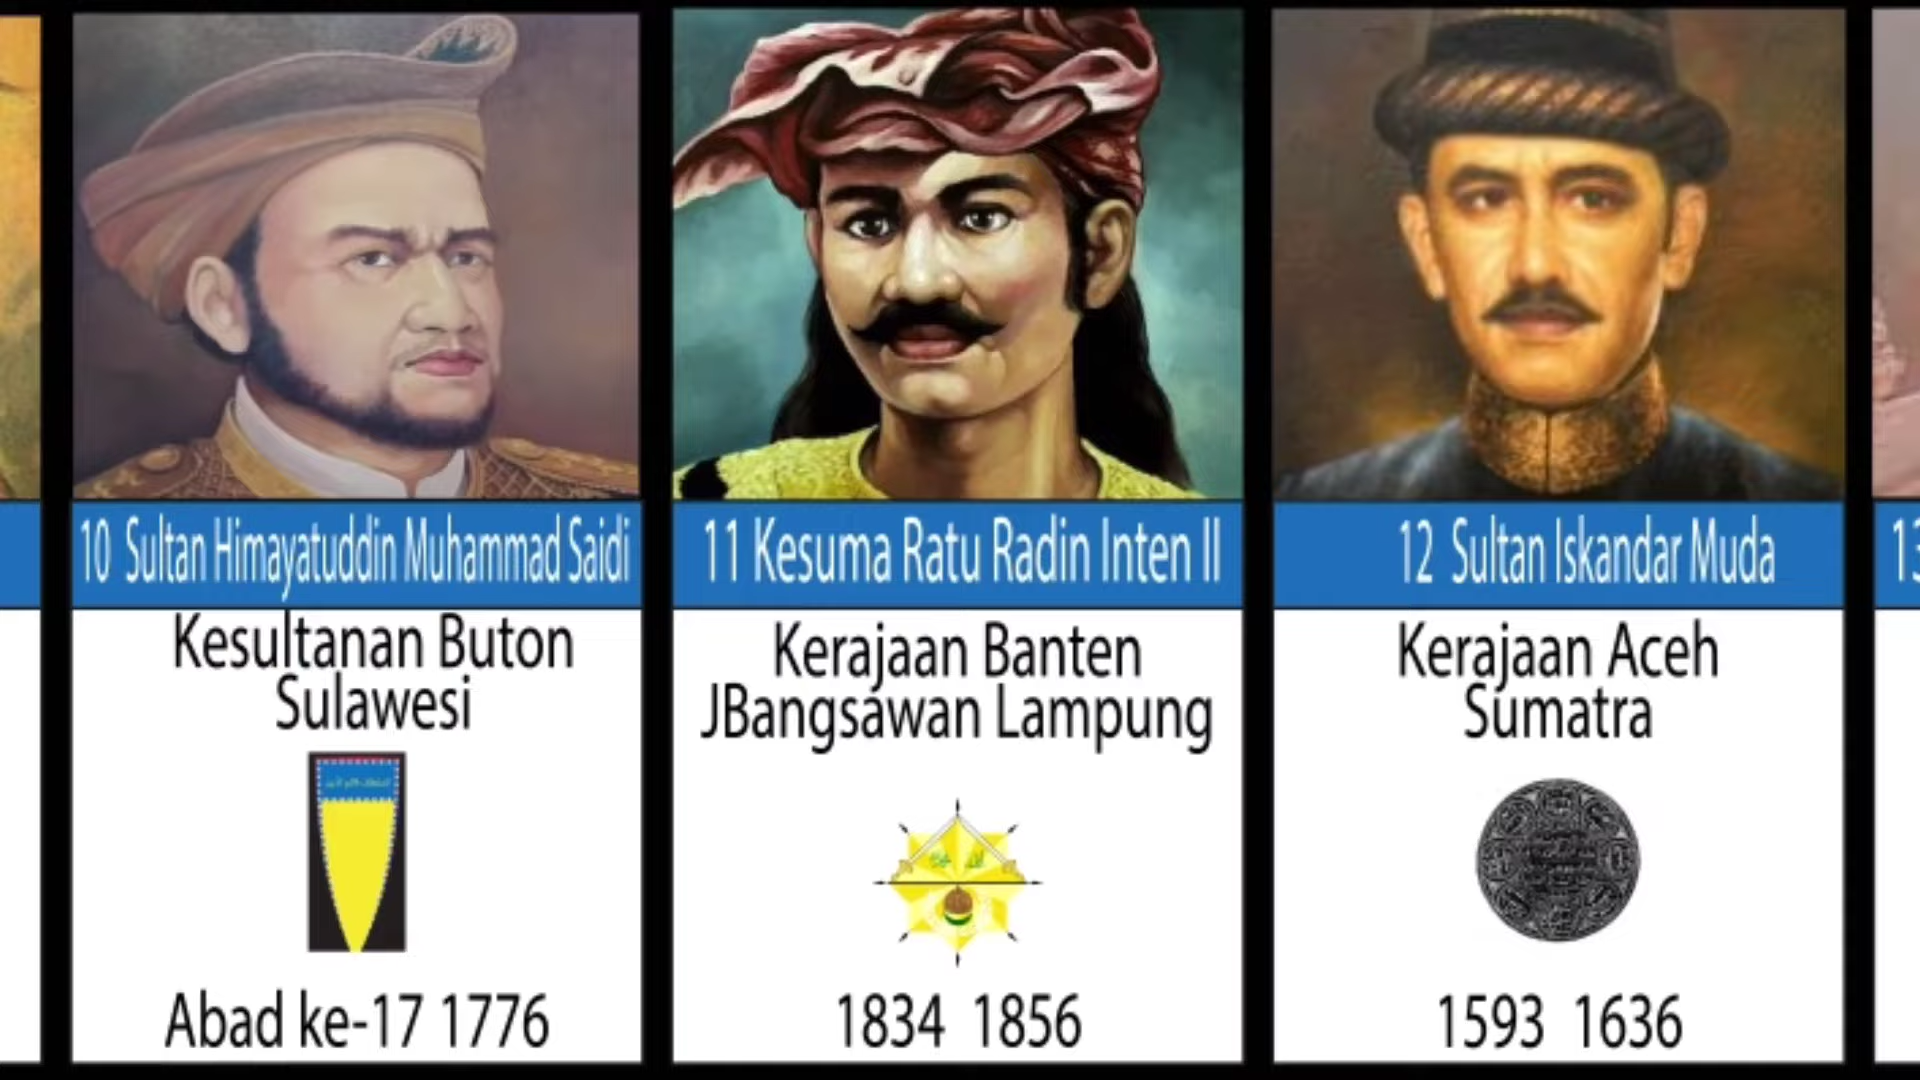 10 Sultan Himayatuddin Muhammad Saidi
Kesultanan Buton
Sulawesi
Abad ke-17 1776
11 Kesuma Ratu Radin Inten II
Kerajaan Banten
JBangsawan Lampung
1834 1856
12 Sultan Iskandar Muda
Kerajaan Aceh
Sumatra
1593 1636
13